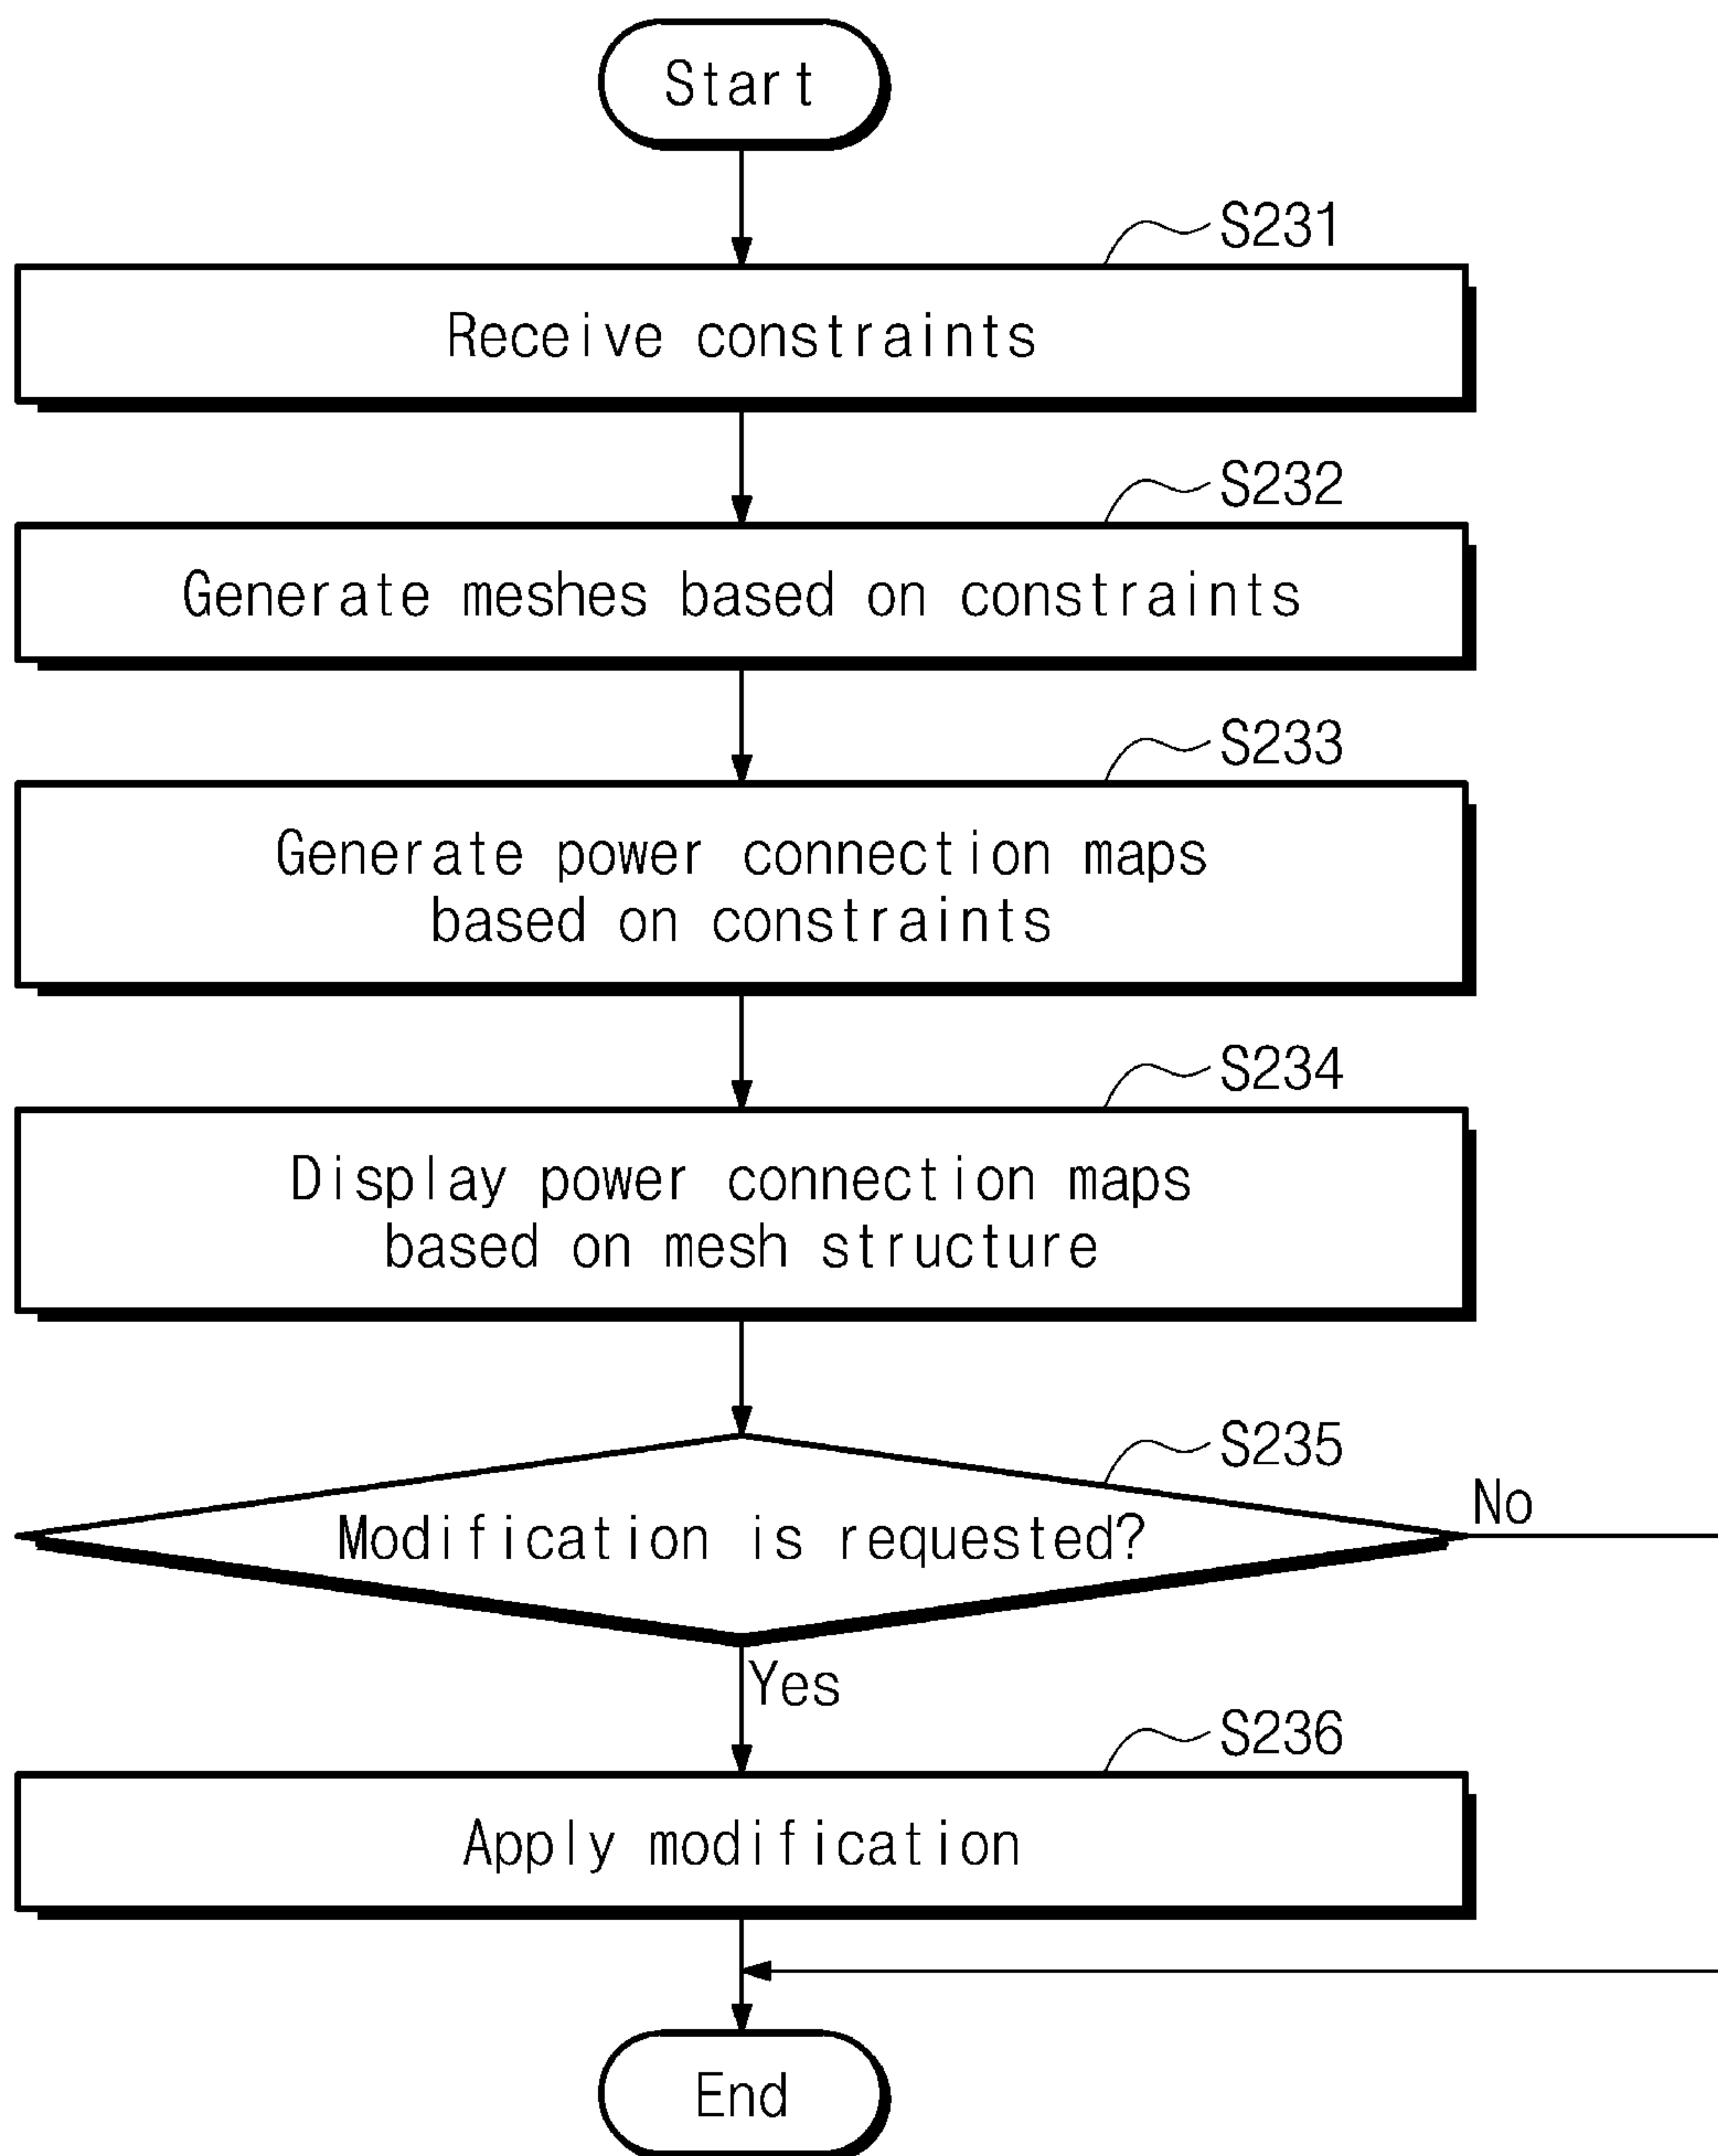 Start
S231
Receive constraints
S232
Generate meshes based on constraints
S233
Generate power connection maps
based on constraints
S234
Display power connection maps
based on mesh structure
S235
No
Modification is requested?
Yes
S236
Apply modification
End